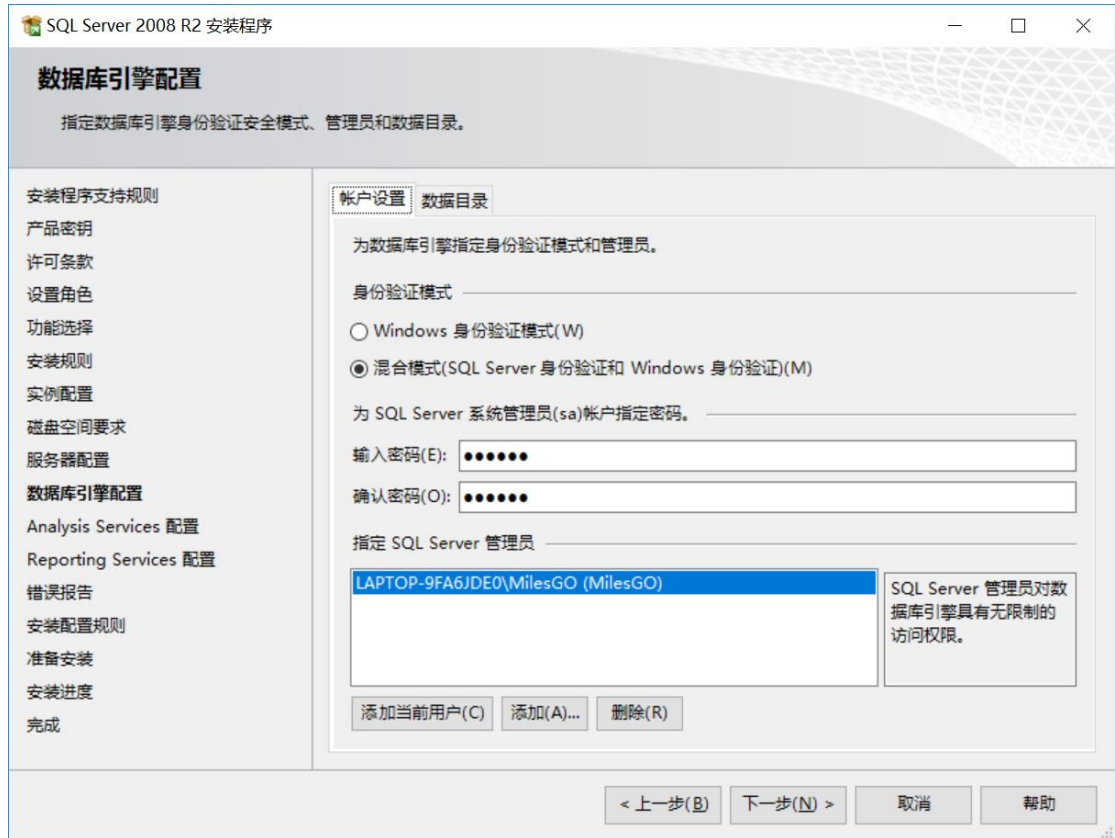 SQL Server 2008 R2 安装程序
数据库引擎配置
指定数据库引擎身份验证安全模式、管理员和数据目录。
安装程序支持规则
产品密钥
许可条款
设置角色
功能选择
安装规则
实例配置
磁盘空间要求
服务器配置
数据库引擎配置
Analysis Services 配置
Reporting Services 配置
错误报告
安装配置规则
准备安装
安装进度
完成
帐户设置 数据目录
为数据库引擎指定身份验证模式和管理员。
身份验证模式
Windows 身份验证模式(W)
混合模式(SQL Server 身份验证和 Windows 身份验证)(M)
为 SQL Server 系统管理员(sa)帐户指定密码。
输入密码(E): ●●●●●●
确认密码(O): ●●●●●●
指定 SQL Server 管理员
LAPTOP-9FA6JDE0\MilesGO (MilesGO)
SQL Server 管理员对数
据库引擎具有无限制的
访问权限。
添加当前用户(C) 添加(A)... 删除(R)
< 上一步(B) 下一步(N) > 取消 帮助